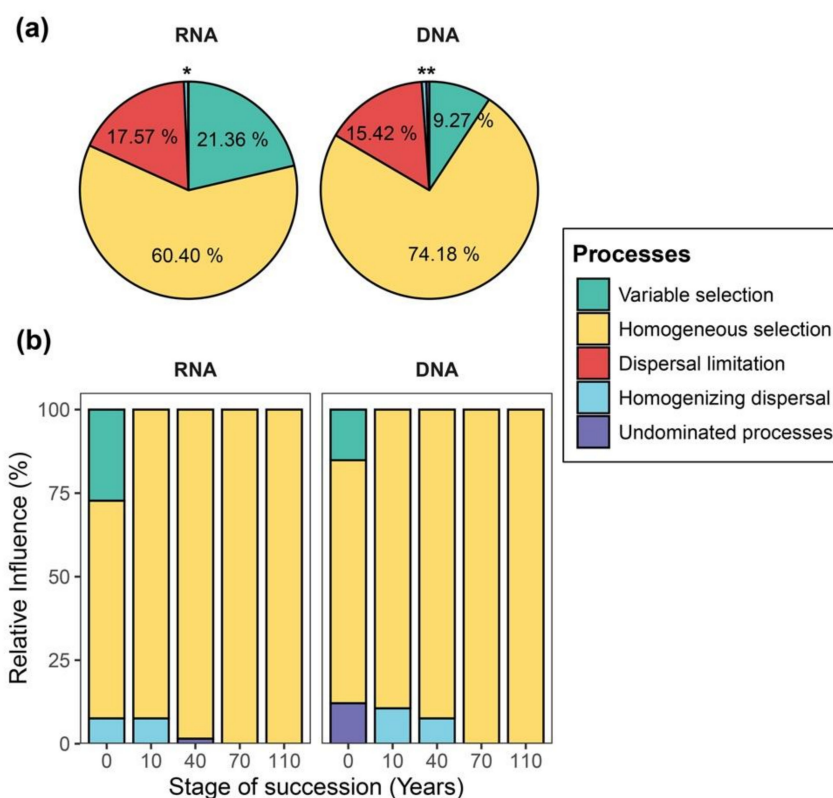 (a)
RNA
DNA
*
**
17.57 %
21.36 %
15.42 %
9.27 %
60.40 %
74.18 %
Processes
Variable selection
Homogeneous selection
Dispersal limitation
Homogenizing dispersal
Undominated processes
(b)
RNA
DNA
Relative Influence (%)
100
75
50
25
0
0 10 40 70 110
0 10 40 70 110
Stage of succession (Years)